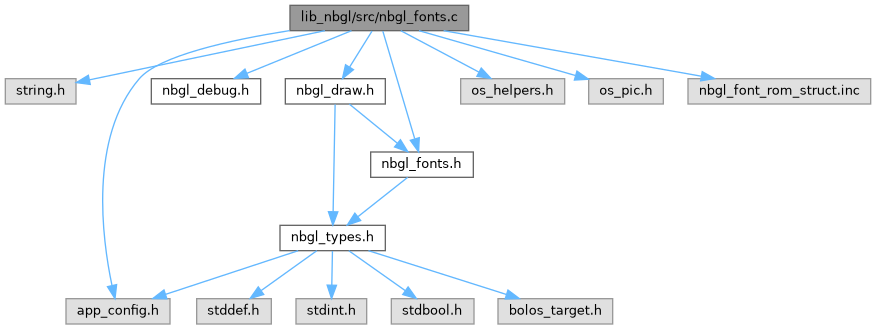 lib_nbgl/src/nbgl_fonts.c
string.h
nbgl_debug.h
nbgl_draw.h
os_helpers.h
os_pic.h
nbgl_font_rom_struct.inc
nbgl_fonts.h
nbgl_types.h
app_config.h
stddef.h
stdint.h
stdbool.h
bolos_target.h